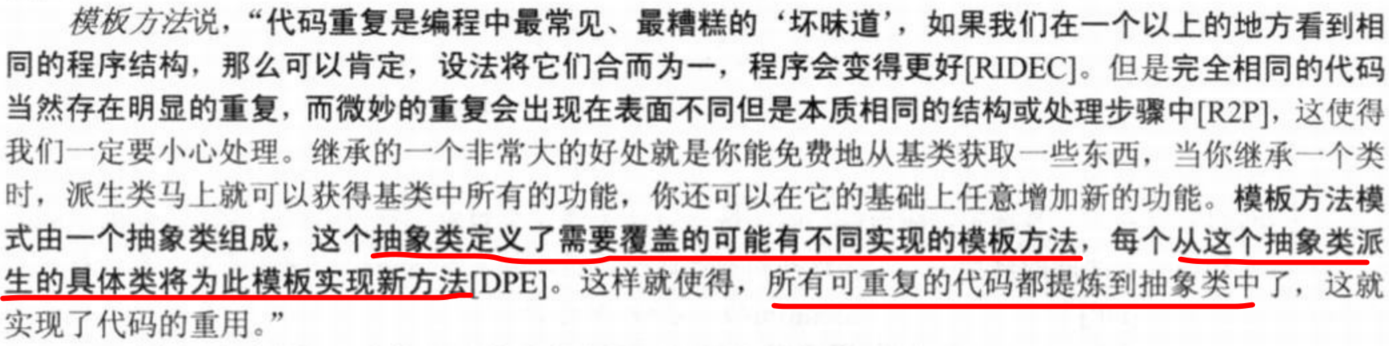 模板方法说，“代码重复是编程中最常见、最糟糕的‘坏味道’，如果我们在一个以上的地方看到相
同的程序结构，那么可以肯定，设法将它们合而为一，程序会变得更好[RIDEC]。但是完全相同的代码
当然存在明显的重复，而微妙的重复会出现在表面不同但是本质相同的结构或处理步骤中[R2P]，这使得
我们一定要小心处理。继承的一个非常大的好处就是你能免费地从基类获取一些东西，当你继承一个类
时，派生类马上就可以获得基类中所有的功能，你还可以在它的基础上任意增加新的功能。模板方法模
式由一个抽象类组成，这个抽象类定义了需要覆盖的可能有不同实现的模板方法，每个从这个抽象类派
生的具体类将为此模板实现新方法[DPE]。这样就使得，所有可重复的代码都提炼到抽象类中了，这就
实现了代码的重用。”